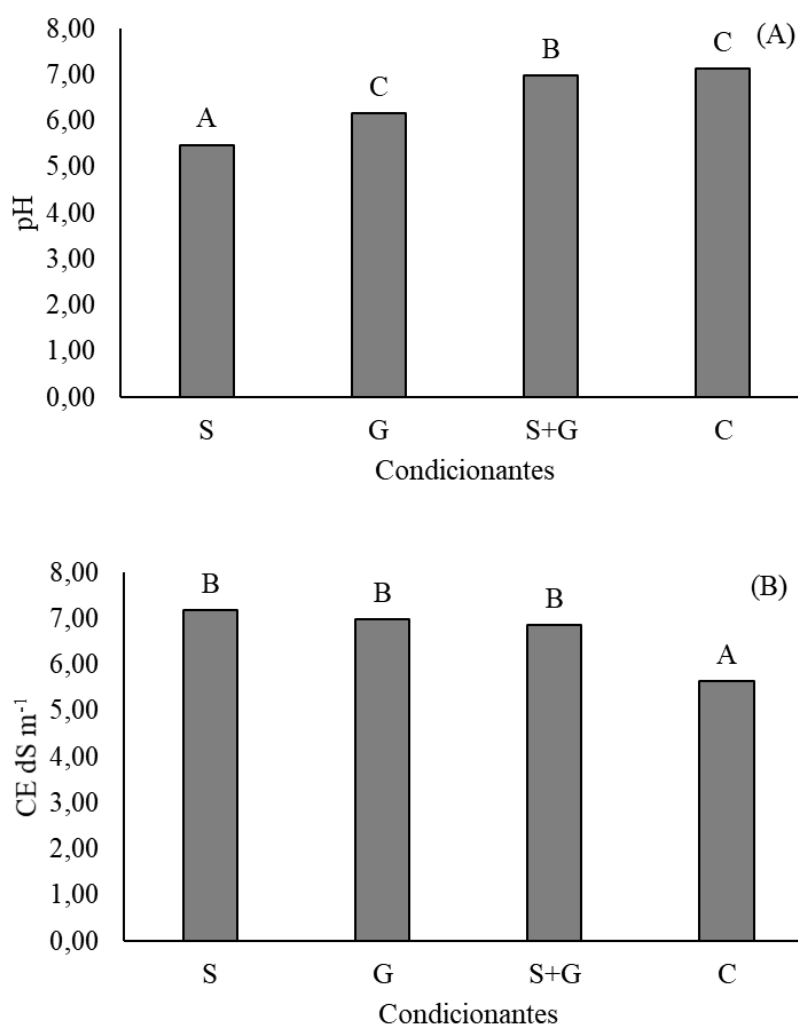 8,00
7,00
6,00
5,00
4,00
3,00
2,00
1,00
0,00
pH
A
C
B
C
(A)
S G S+G C
Condicionantes
8,00
7,00
6,00
5,00
4,00
3,00
2,00
1,00
0,00
CE dS m⁻¹
B
B
B
A
(B)
S G S+G C
Condicionantes